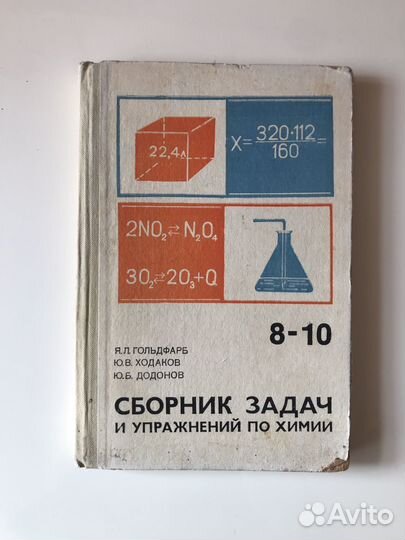 22,4л
X= 320·112 / 160 =
2NO₂⇄N₂O₄
3O₂⇄2O₃+Q
8-10
Я.Л. ГОЛЬДФАРБ
Ю.В. ХОДАКОВ
Ю.Б. ДОДОНОВ
СБОРНИК ЗАДАЧ
И УПРАЖНЕНИЙ ПО ХИМИИ
Avito